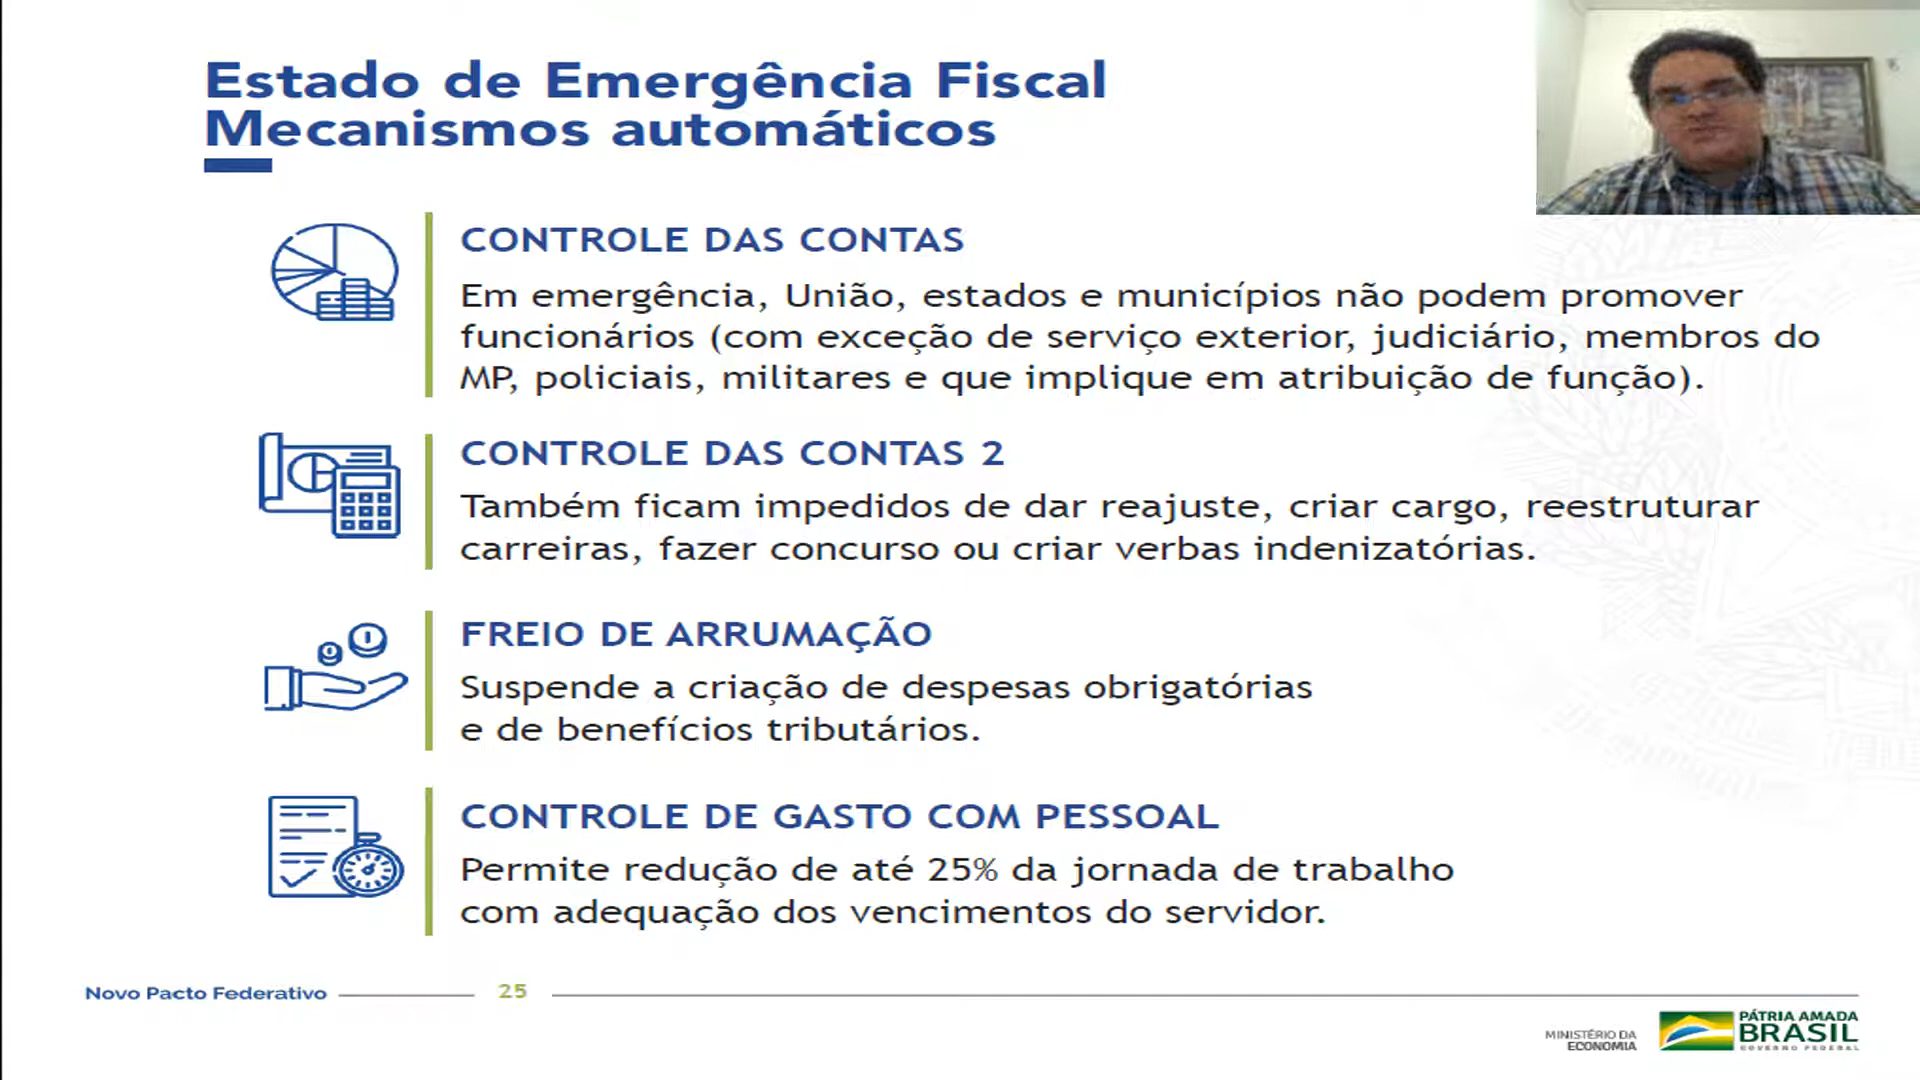 Estado de Emergência Fiscal
Mecanismos automáticos
CONTROLE DAS CONTAS
Em emergência, União, estados e municípios não podem promover
funcionários (com exceção de serviço exterior, judiciário, membros do
MP, policiais, militares e que implique em atribuição de função).
CONTROLE DAS CONTAS 2
Também ficam impedidos de dar reajuste, criar cargo, reestruturar
carreiras, fazer concurso ou criar verbas indenizatórias.
FREIO DE ARRUMAÇÃO
Suspende a criação de despesas obrigatórias
e de benefícios tributários.
CONTROLE DE GASTO COM PESSOAL
Permite redução de até 25% da jornada de trabalho
com adequação dos vencimentos do servidor.
Novo Pacto Federativo
25
MINISTÉRIO DA
ECONOMIA
PÁTRIA AMADA
BRASIL
GOVERNO FEDERAL